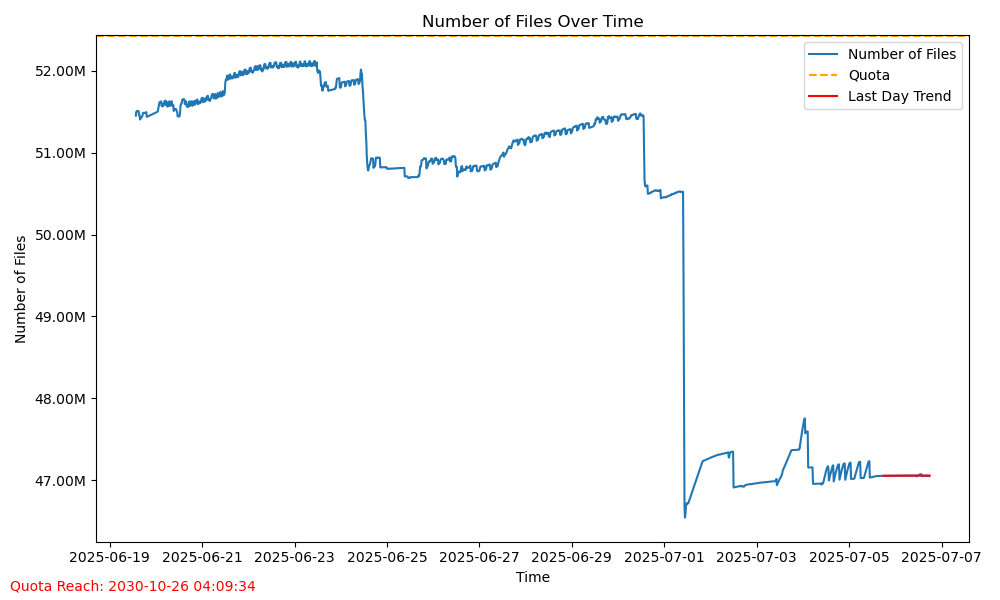 Number of Files Over Time
Number of Files
Quota
Last Day Trend
52.00M
51.00M
50.00M
49.00M
48.00M
47.00M
Number of Files
2025-06-19 2025-06-21 2025-06-23 2025-06-25 2025-06-27 2025-06-29 2025-07-01 2025-07-03 2025-07-05 2025-07-07
Time
Quota Reach: 2030-10-26 04:09:34